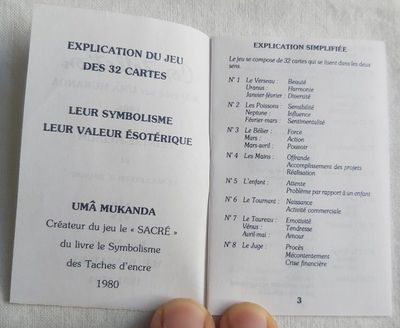 EXPLICATION DU JEU
DES 32 CARTES
LEUR SYMBOLISME
LEUR VALEUR ÉSOTÉRIQUE
UMÂ MUKANDA
Créateur du jeu le « SACRÉ »
du livre le Symbolisme
des Taches d'encre
1980
EXPLICATION SIMPLIFIÉE
Le jeu se compose de 32 cartes qui se lisent dans les deux
sens.
N° 1 Le Verseau : Beauté
Uranus : Harmonie
Janvier-février : Diversité
N° 2 Les Poissons : Sensibilité
Neptune : Influence
Février-mars : Sentimentalité
N° 3 Le Bélier : Force
Mars : Action
Mars-avril : Pouvoir
N° 4 Les Mains : Offrande
Accomplissement des projets
Réalisation
N° 5 L'enfant : Attente
Problème par rapport à un enfant
N° 6 Le Tournant : Naissance
Activité commerciale
N° 7 Le Taureau : Emotivité
Vénus : Tendresse
Avril-mai : Amour
N° 8 Le Juge : Procès
Mécontentement
Crise financière
3